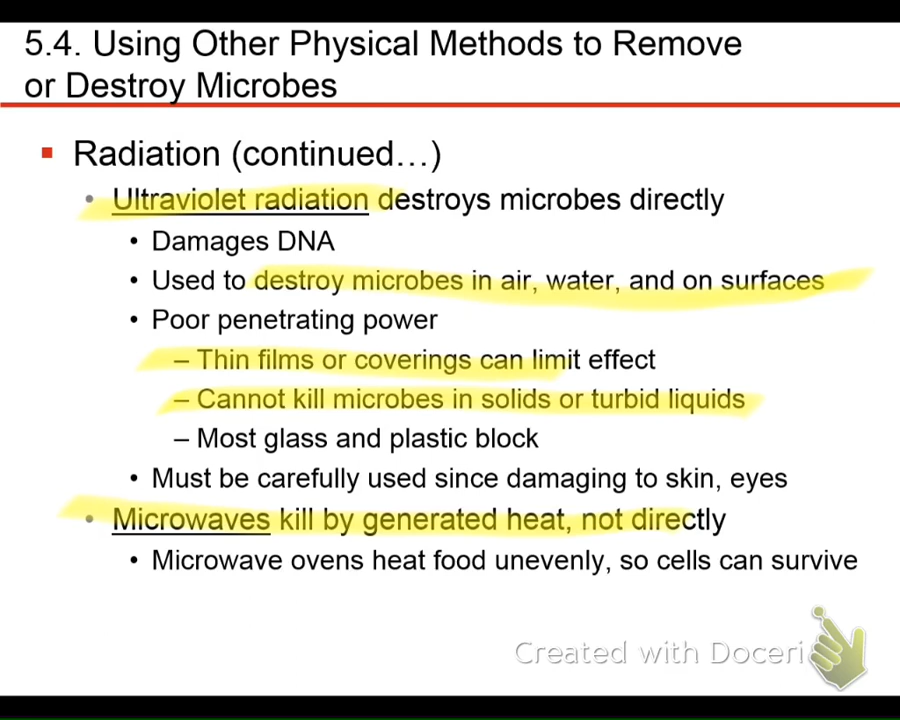 5.4. Using Other Physical Methods to Remove
or Destroy Microbes
▪ Radiation (continued…)
• Ultraviolet radiation destroys microbes directly
• Damages DNA
• Used to destroy microbes in air, water, and on surfaces
• Poor penetrating power
– Thin films or coverings can limit effect
– Cannot kill microbes in solids or turbid liquids
– Most glass and plastic block
• Must be carefully used since damaging to skin, eyes
• Microwaves kill by generated heat, not directly
• Microwave ovens heat food unevenly, so cells can survive
Created with Doceri